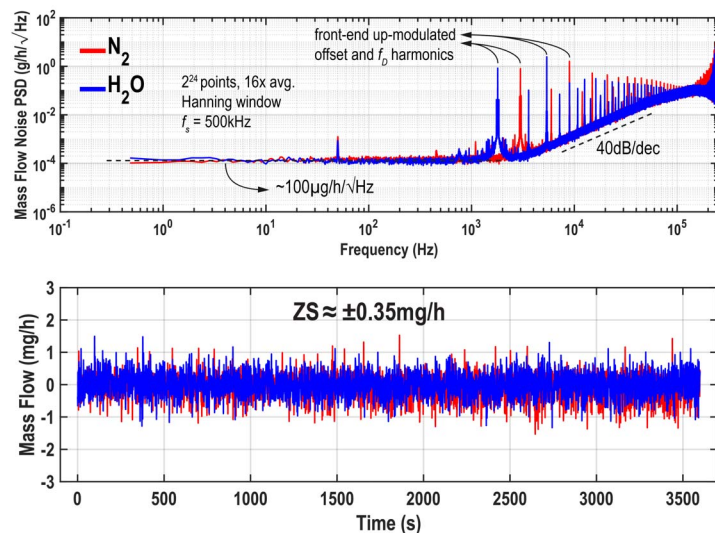 Mass Flow Noise PSD (g/h/√Hz)
10²
10⁰
10⁻²
10⁻⁴
10⁻⁶
N₂
H₂O
2²⁴ points, 16x avg.
Hanning window
fₛ = 500kHz
front-end up-modulated
offset and f_D harmonics
40dB/dec
~100µg/h/√Hz
10⁻¹
10⁰
10¹
10²
10³
10⁴
10⁵
Frequency (Hz)
Mass Flow (mg/h)
3
2
1
0
-1
-2
-3
ZS ≈ ±0.35mg/h
0
500
1000
1500
2000
2500
3000
3500
Time (s)